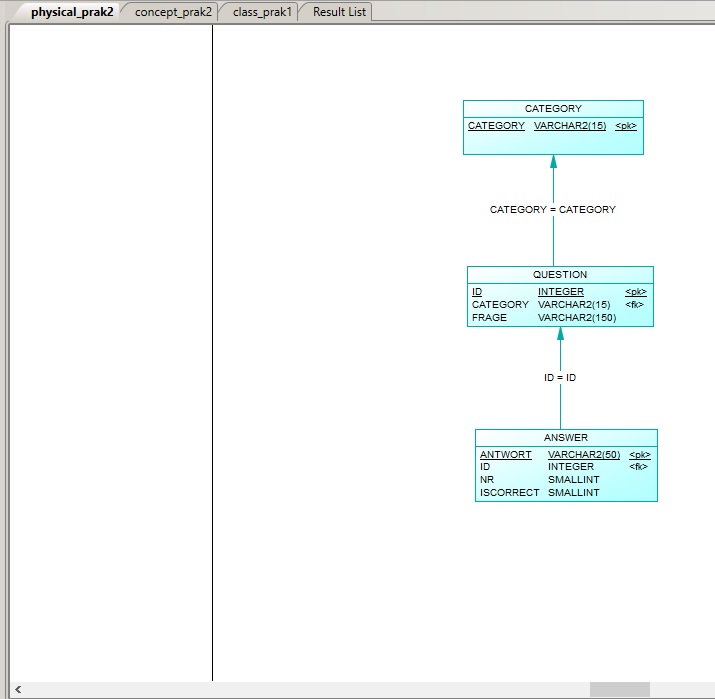 physical_prak2 concept_prak2 class_prak1 Result List
CATEGORY
CATEGORY VARCHAR2(15) <pk>
CATEGORY = CATEGORY
QUESTION
ID INTEGER <pk>
CATEGORY VARCHAR2(15) <fk>
FRAGE VARCHAR2(150)
ID = ID
ANSWER
ANTWORT VARCHAR2(50) <pk>
ID INTEGER <fk>
NR SMALLINT
ISCORRECT SMALLINT